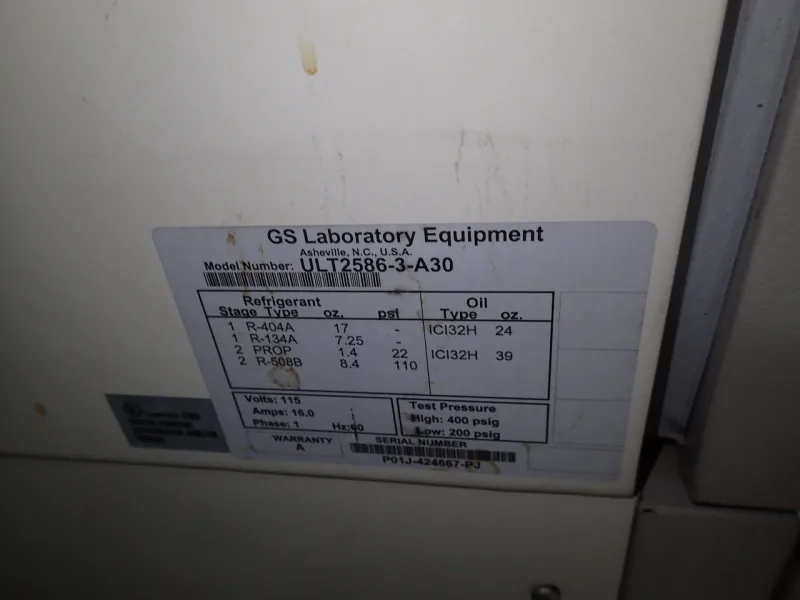 GS Laboratory Equipment
Asheville, N.C., U.S.A.
Model Number: ULT2586-3-A30
Refrigerant Oil
Stage Type oz. psi Type oz.
1 R-404A 17 - ICI32H 24
1 R-134A 7.25 -
2 PROP 1.4 22 ICI32H 39
2 R-508B 8.4 110
Volts: 115
Amps: 16.0
Phase: 1 Hz:60
Test Pressure
High: 400 psig
Low: 200 psig
WARRANTY
A
SERIAL NUMBER
P01J-424667-PJ